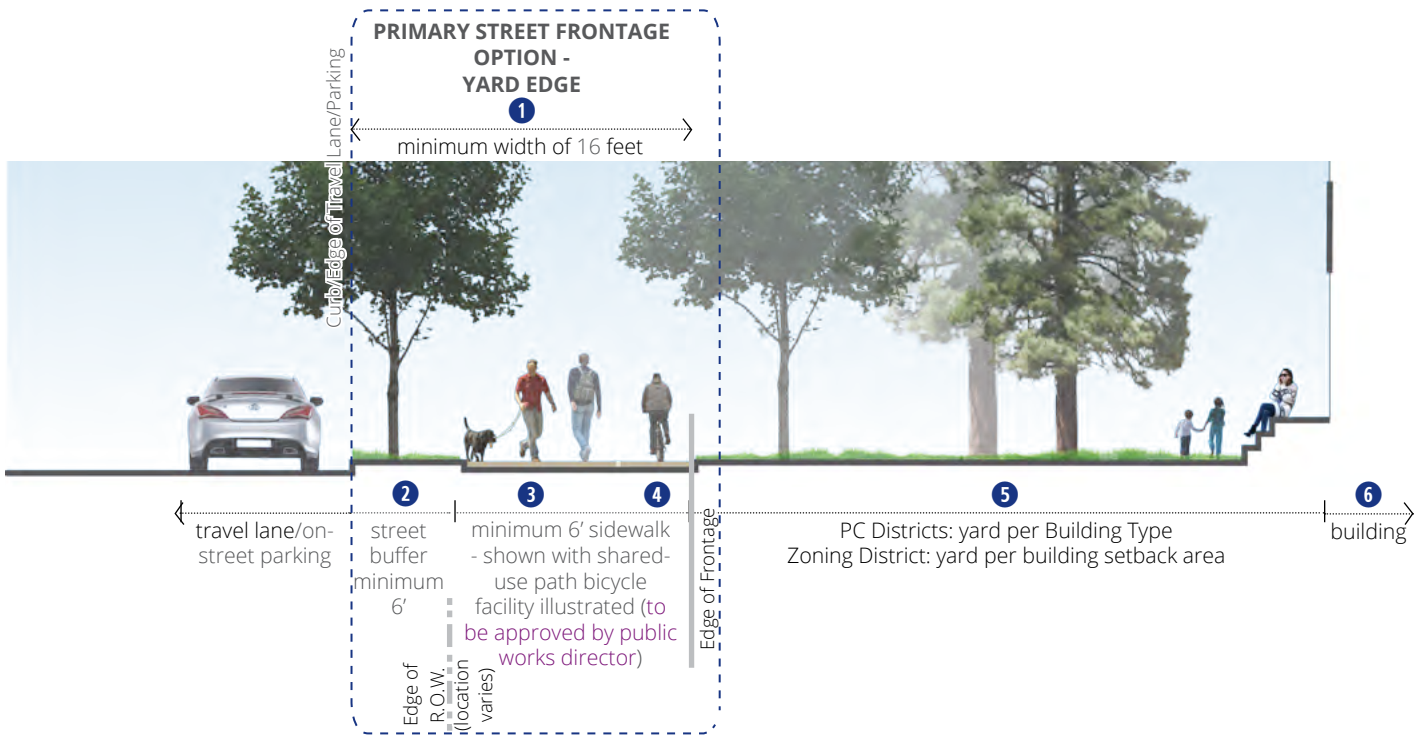 PRIMARY STREET FRONTAGE
OPTION -
YARD EDGE
1
minimum width of 16 feet
Curb/Edge of Travel Lane/Parking
2
3
4
5
6
travel lane/on-
street parking
street
buffer
minimum
6'
minimum 6' sidewalk
- shown with shared-
use path bicycle
facility illustrated (to
be approved by public
works director)
Edge of
R.O.W.
(location
varies)
Edge of Frontage
PC Districts: yard per Building Type
Zoning District: yard per building setback area
building